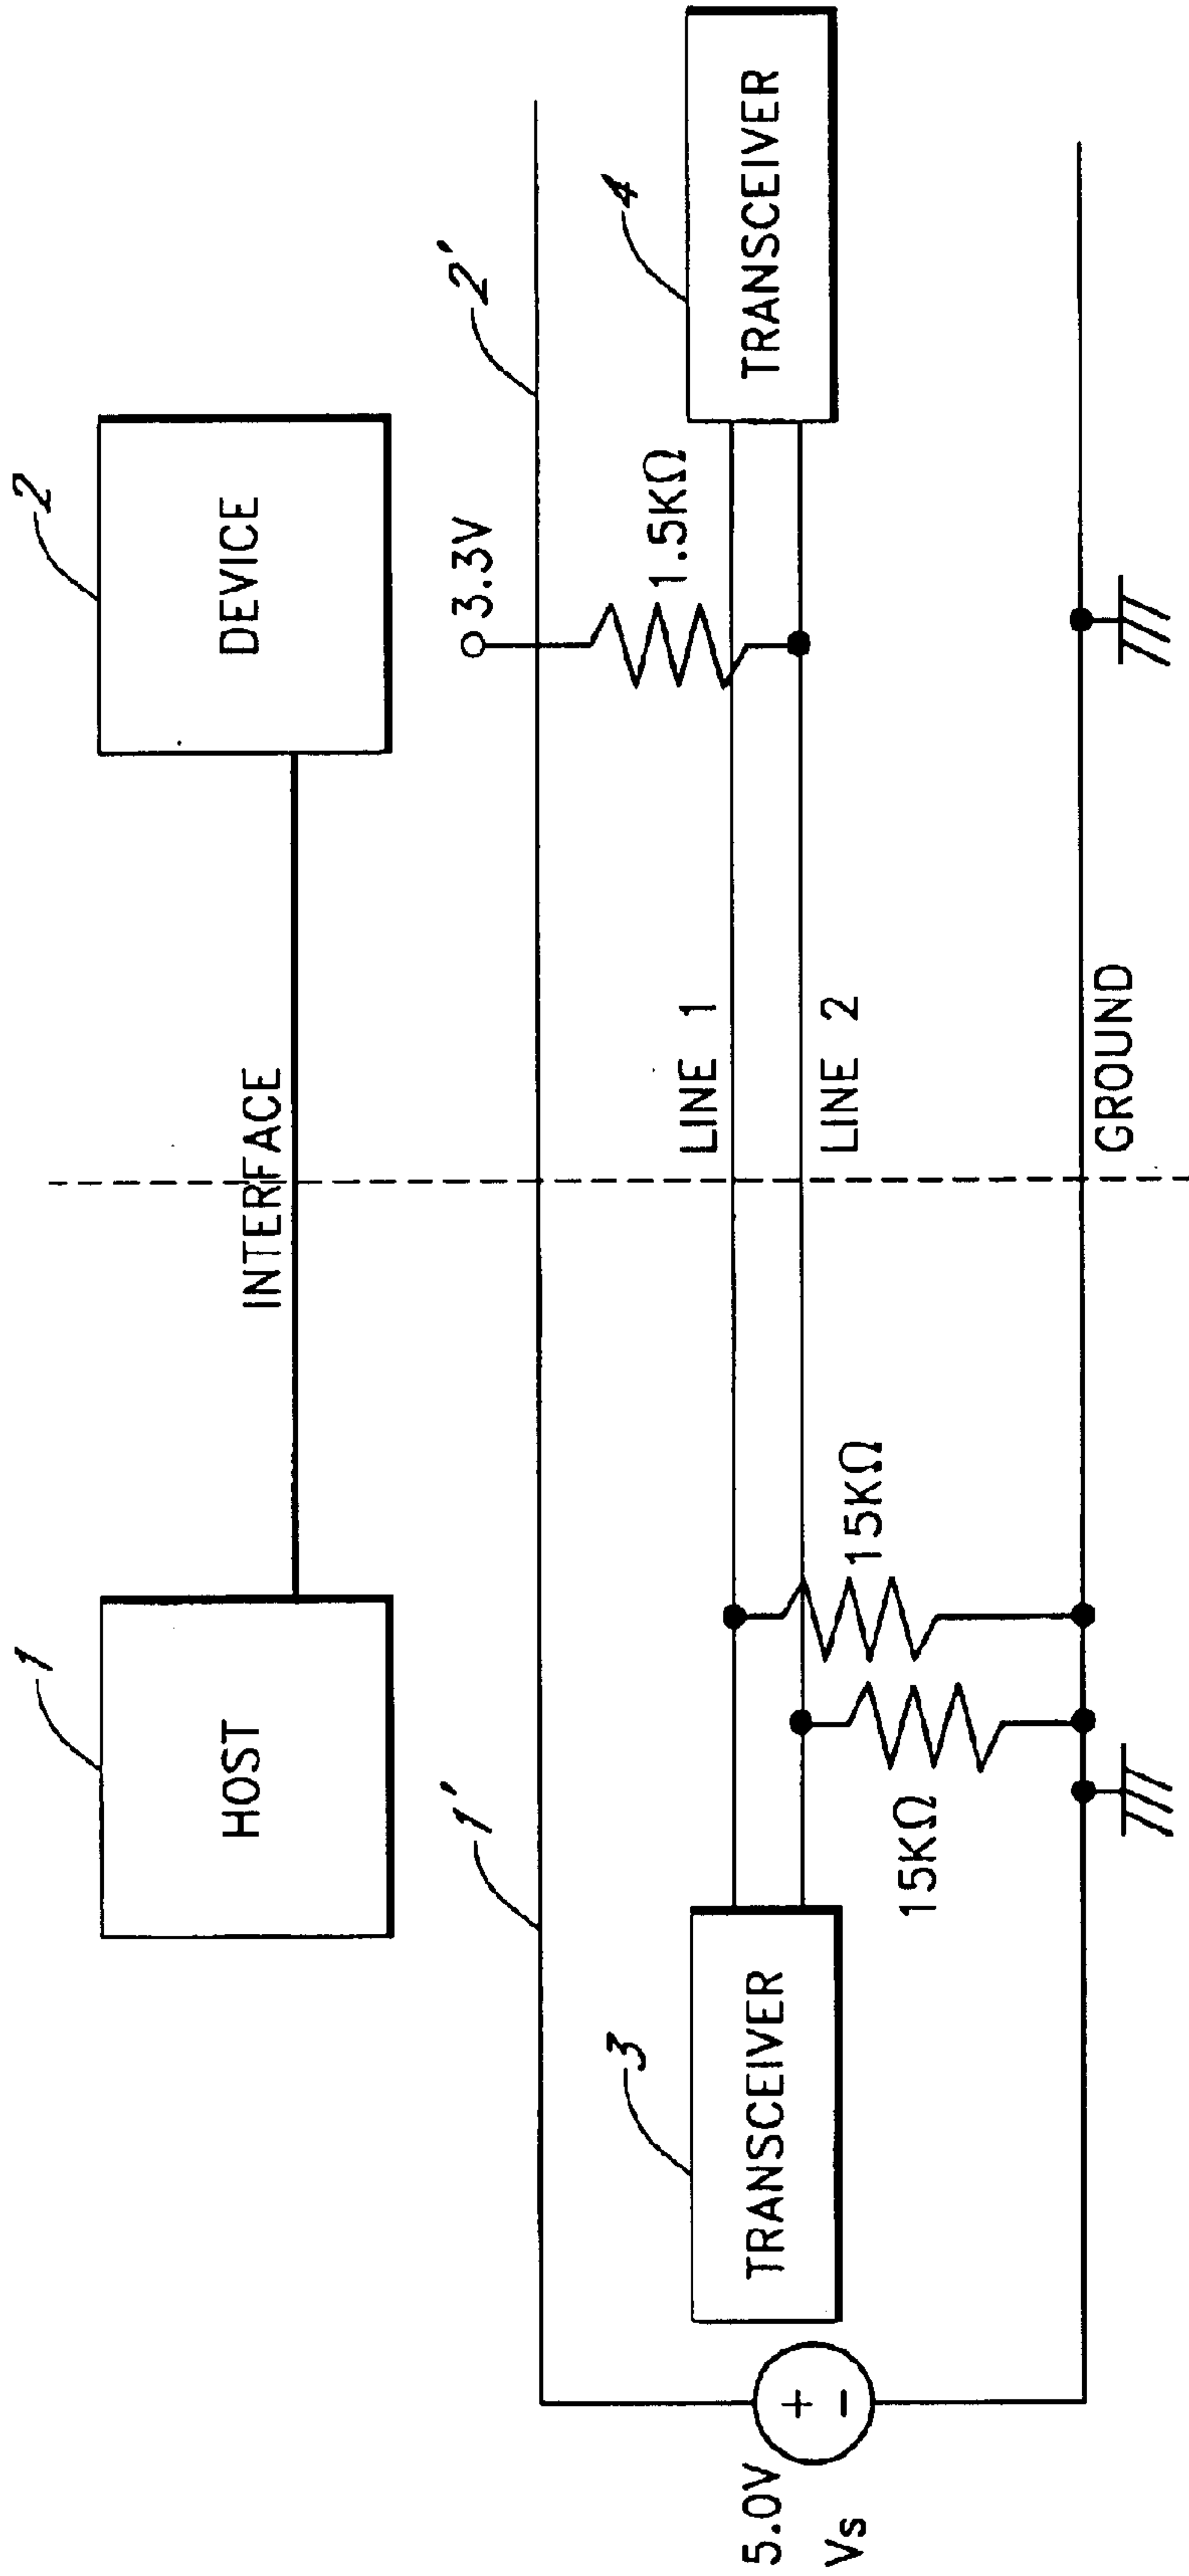 1
HOST
INTERFACE
2
DEVICE
1'
2'
3.3V
1.5KΩ
3
TRANSCEIVER
4
TRANSCEIVER
LINE 1
LINE 2
15KΩ
15KΩ
GROUND
5.0V
Vs
+
-